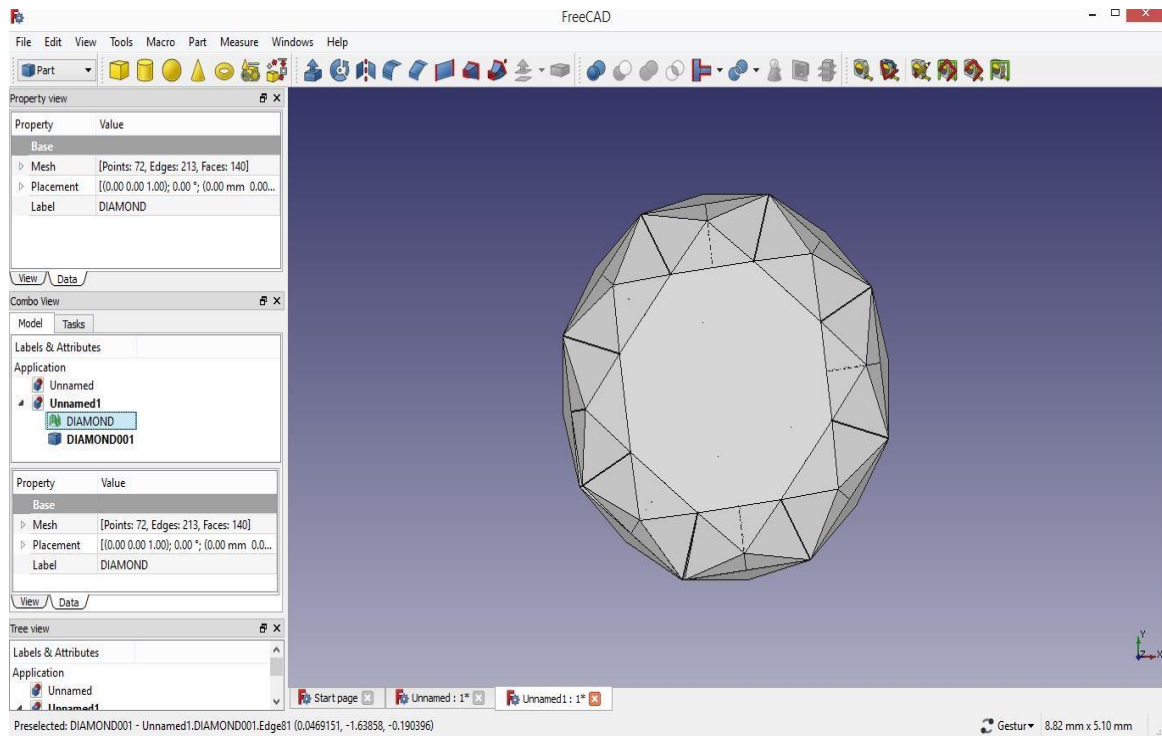 FreeCAD
File Edit View Tools Macro Part Measure Windows Help
Part
Property view
Property Value
Base
Mesh [Points: 72, Edges: 213, Faces: 140]
Placement [(0.00 0.00 1.00); 0.00 °; (0.00 mm 0.00...
Label DIAMOND
View Data
Combo View
Model Tasks
Labels & Attributes
Application
Unnamed
Unnamed1
DIAMOND
DIAMOND001
Property Value
Base
Mesh [Points: 72, Edges: 213, Faces: 140]
Placement [(0.00 0.00 1.00); 0.00 °; (0.00 mm 0.0...
Label DIAMOND
View Data
Tree view
Labels & Attributes
Application
Unnamed
Unnamed1
Y
Z X
Start page Unnamed : 1* Unnamed1 : 1*
Preselected: DIAMOND001 - Unnamed1.DIAMOND001.Edge81 (0.0469151, -1.63858, -0.190396) Gestur 8.82 mm x 5.10 mm